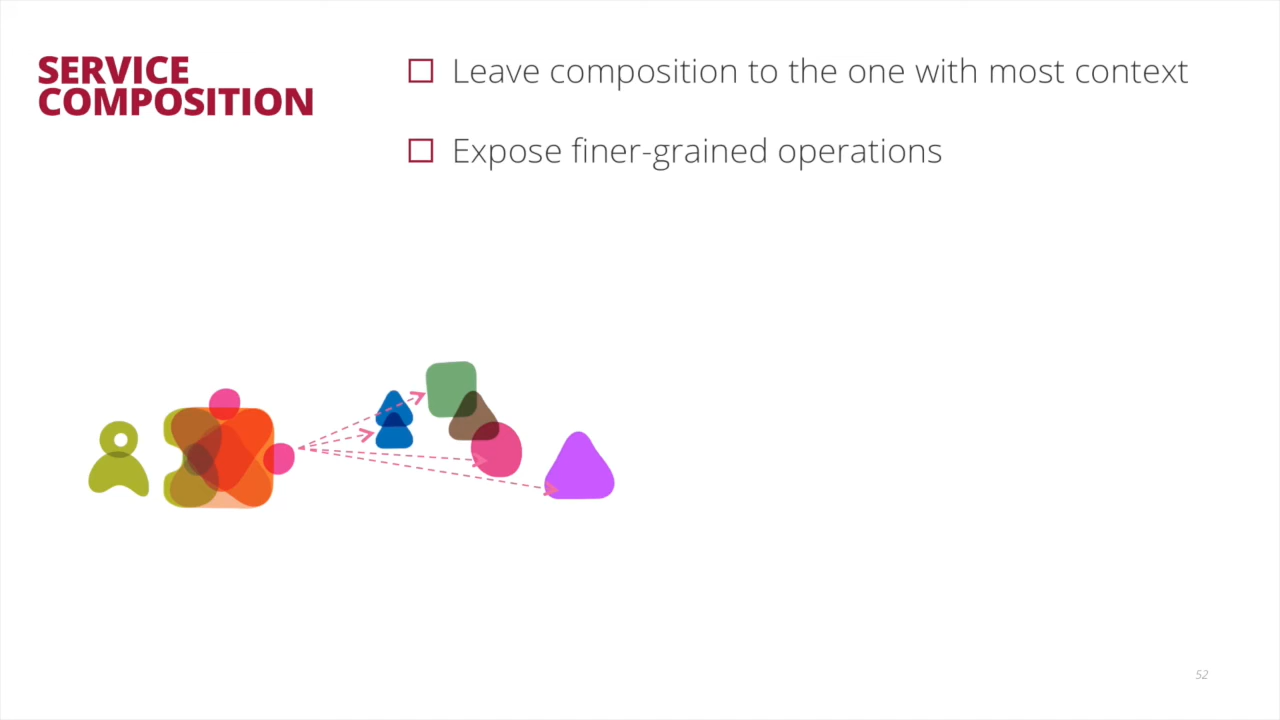 SERVICE
COMPOSITION
Leave composition to the one with most context
Expose finer-grained operations
52